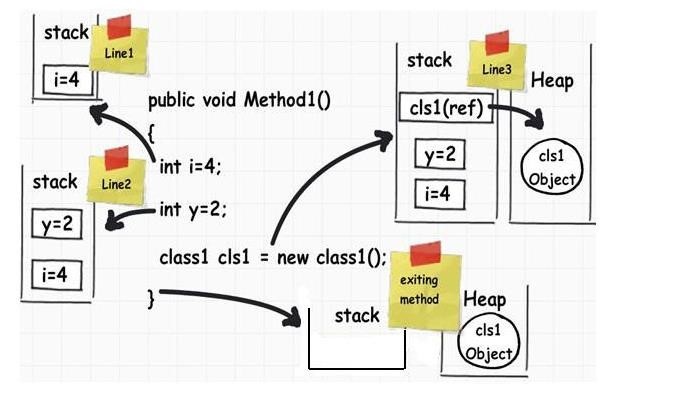 stack
Line1
i=4
public void Method1()
{
int i=4;
int y=2;
class1 cls1 = new class1();
}
stack
Line2
y=2
i=4
stack
Line3
Heap
cls1(ref)
y=2
i=4
cls1
Object
exiting
method
stack
Heap
cls1
Object